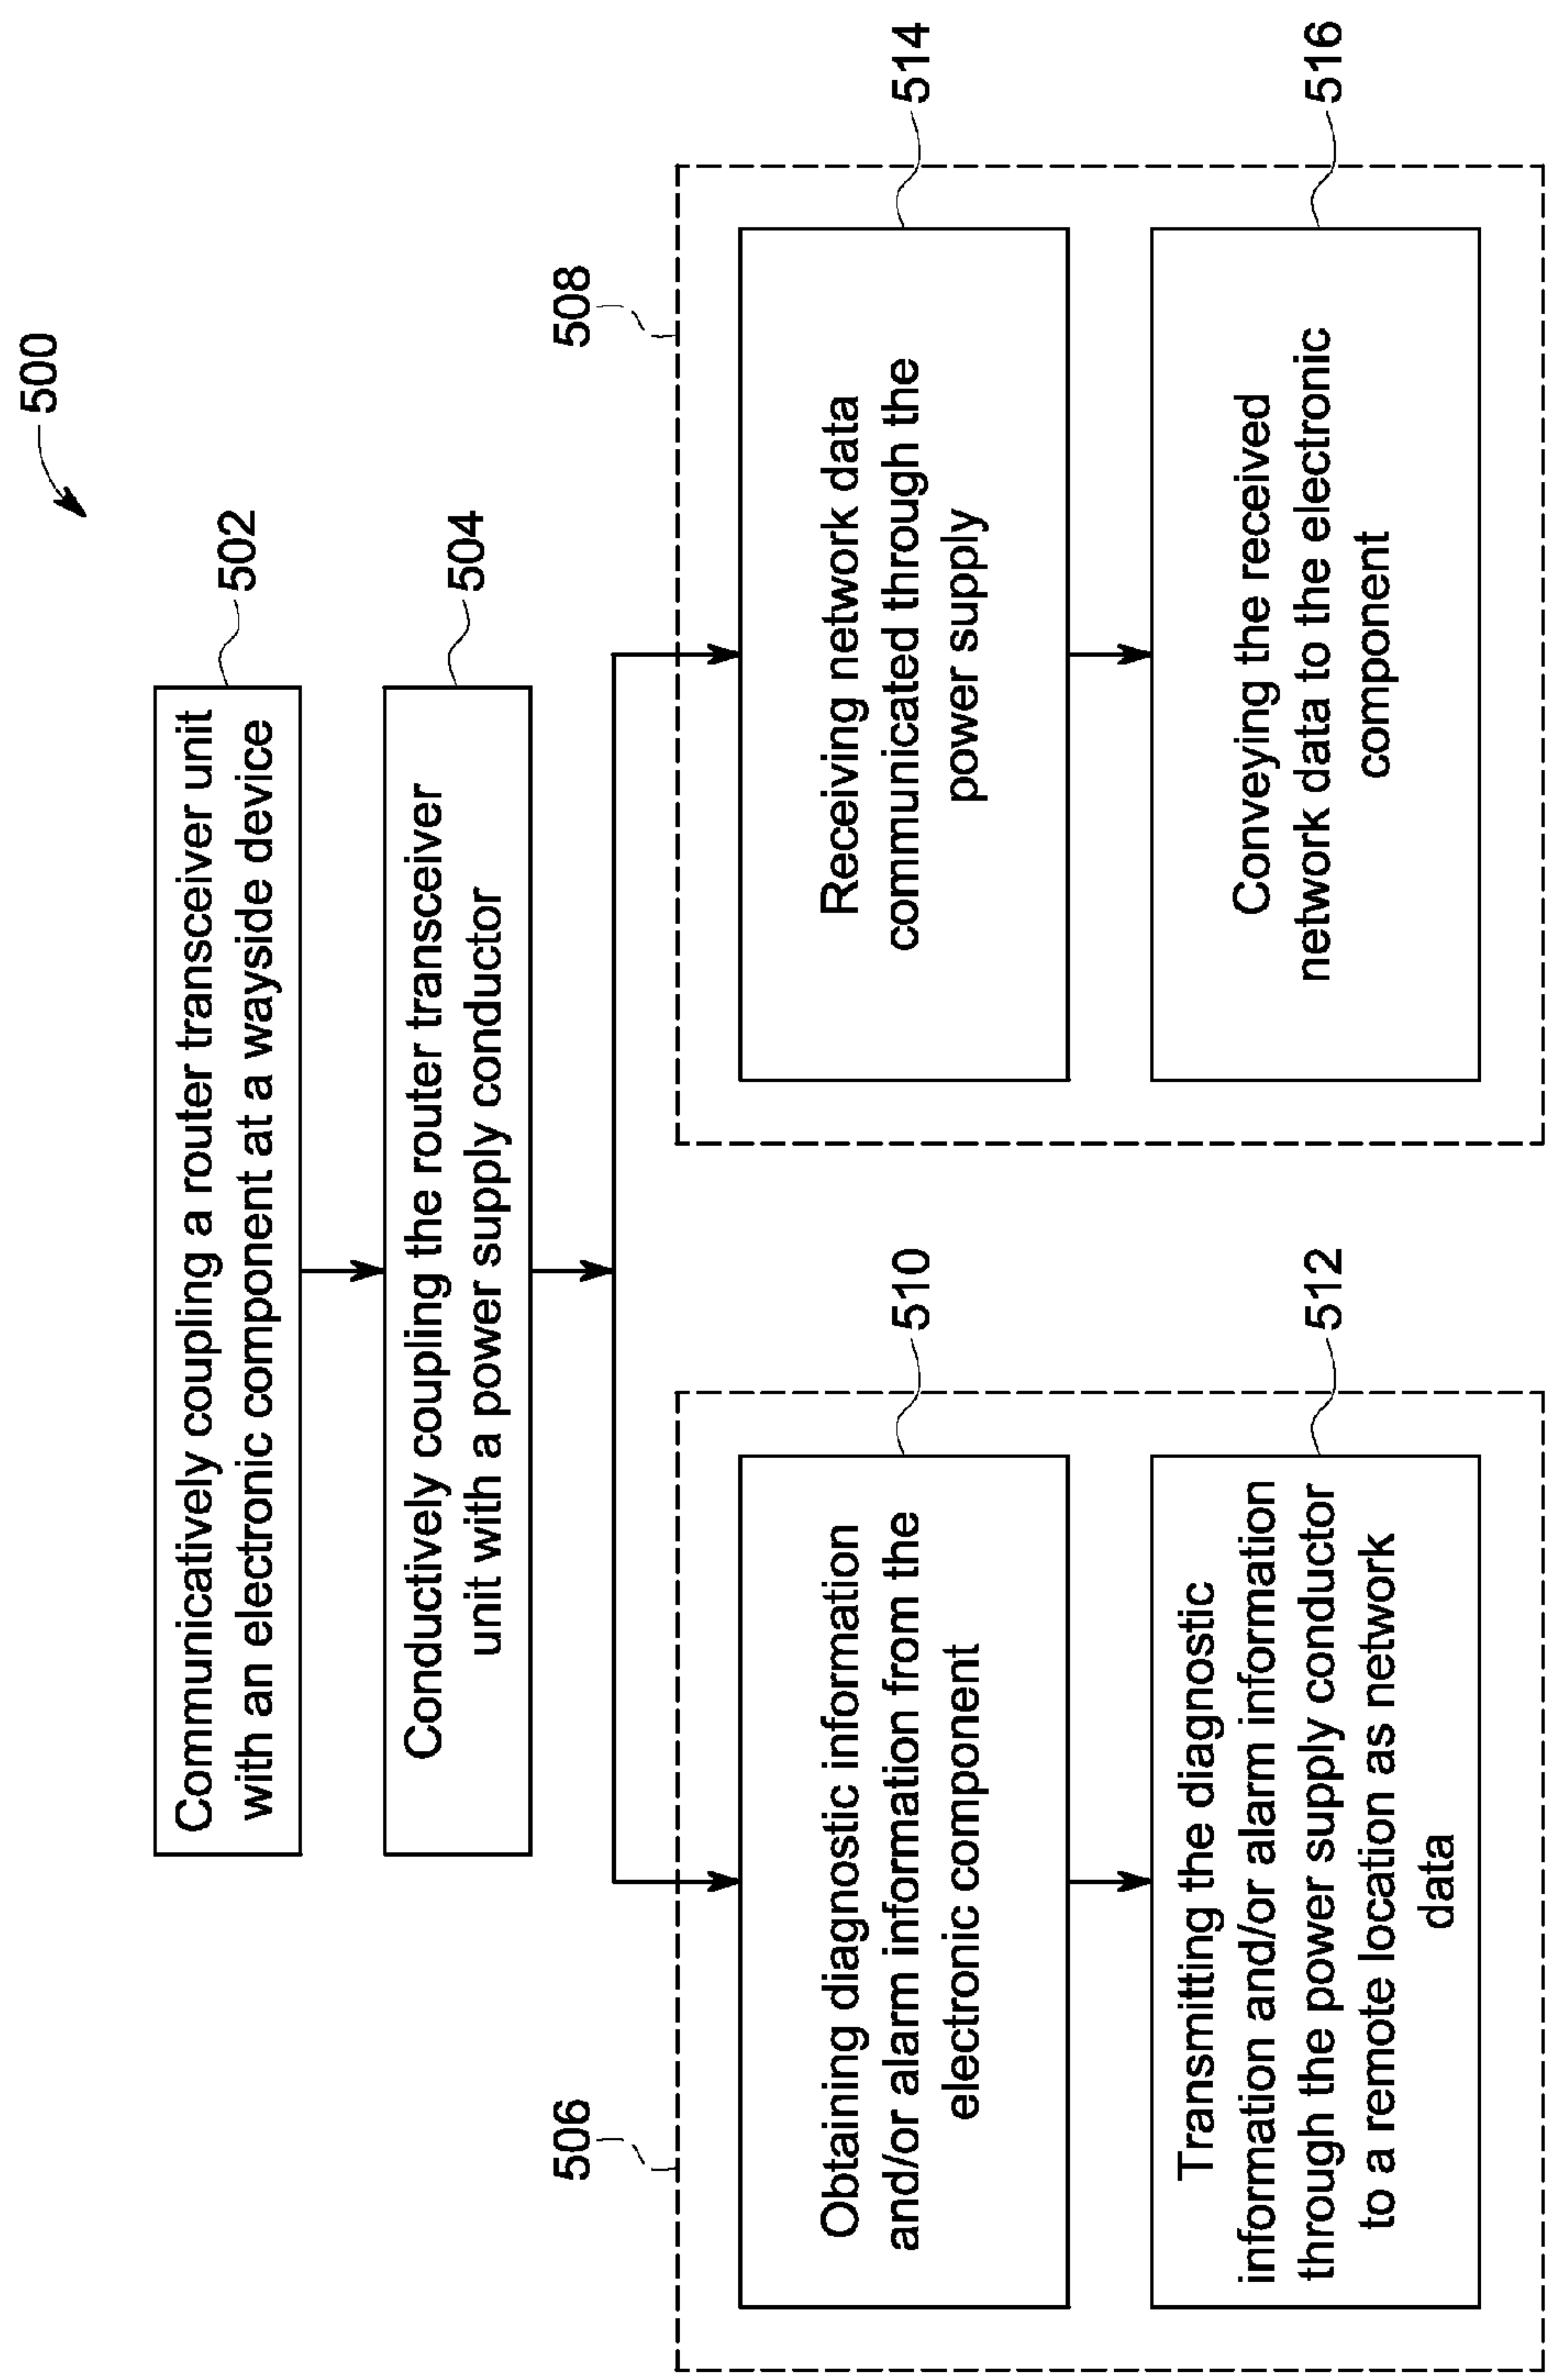 500
Communicatively coupling a router transceiver unit
with an electronic component at a wayside device
502
Conductively coupling the router transceiver
unit with a power supply conductor
504
506
Obtaining diagnostic information
and/or alarm information from the
electronic component
510
Transmitting the diagnostic
information and/or alarm information
through the power supply conductor
to a remote location as network
data
512
508
Receiving network data
communicated through the
power supply
514
Conveying the received
network data to the electronic
component
516